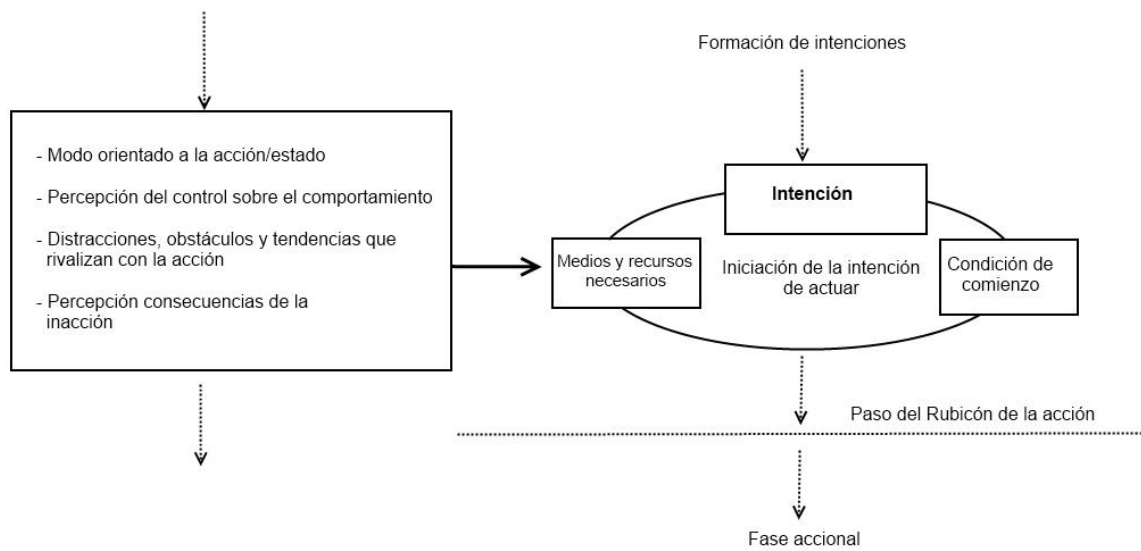 Formación de intenciones
- Modo orientado a la acción/estado
- Percepción del control sobre el comportamiento
- Distracciones, obstáculos y tendencias que
rivalizan con la acción
- Percepción consecuencias de la
inacción
Intención
Medios y recursos
necesarios
Iniciación de la intención
de actuar
Condición de
comienzo
Paso del Rubicón de la acción
Fase accional